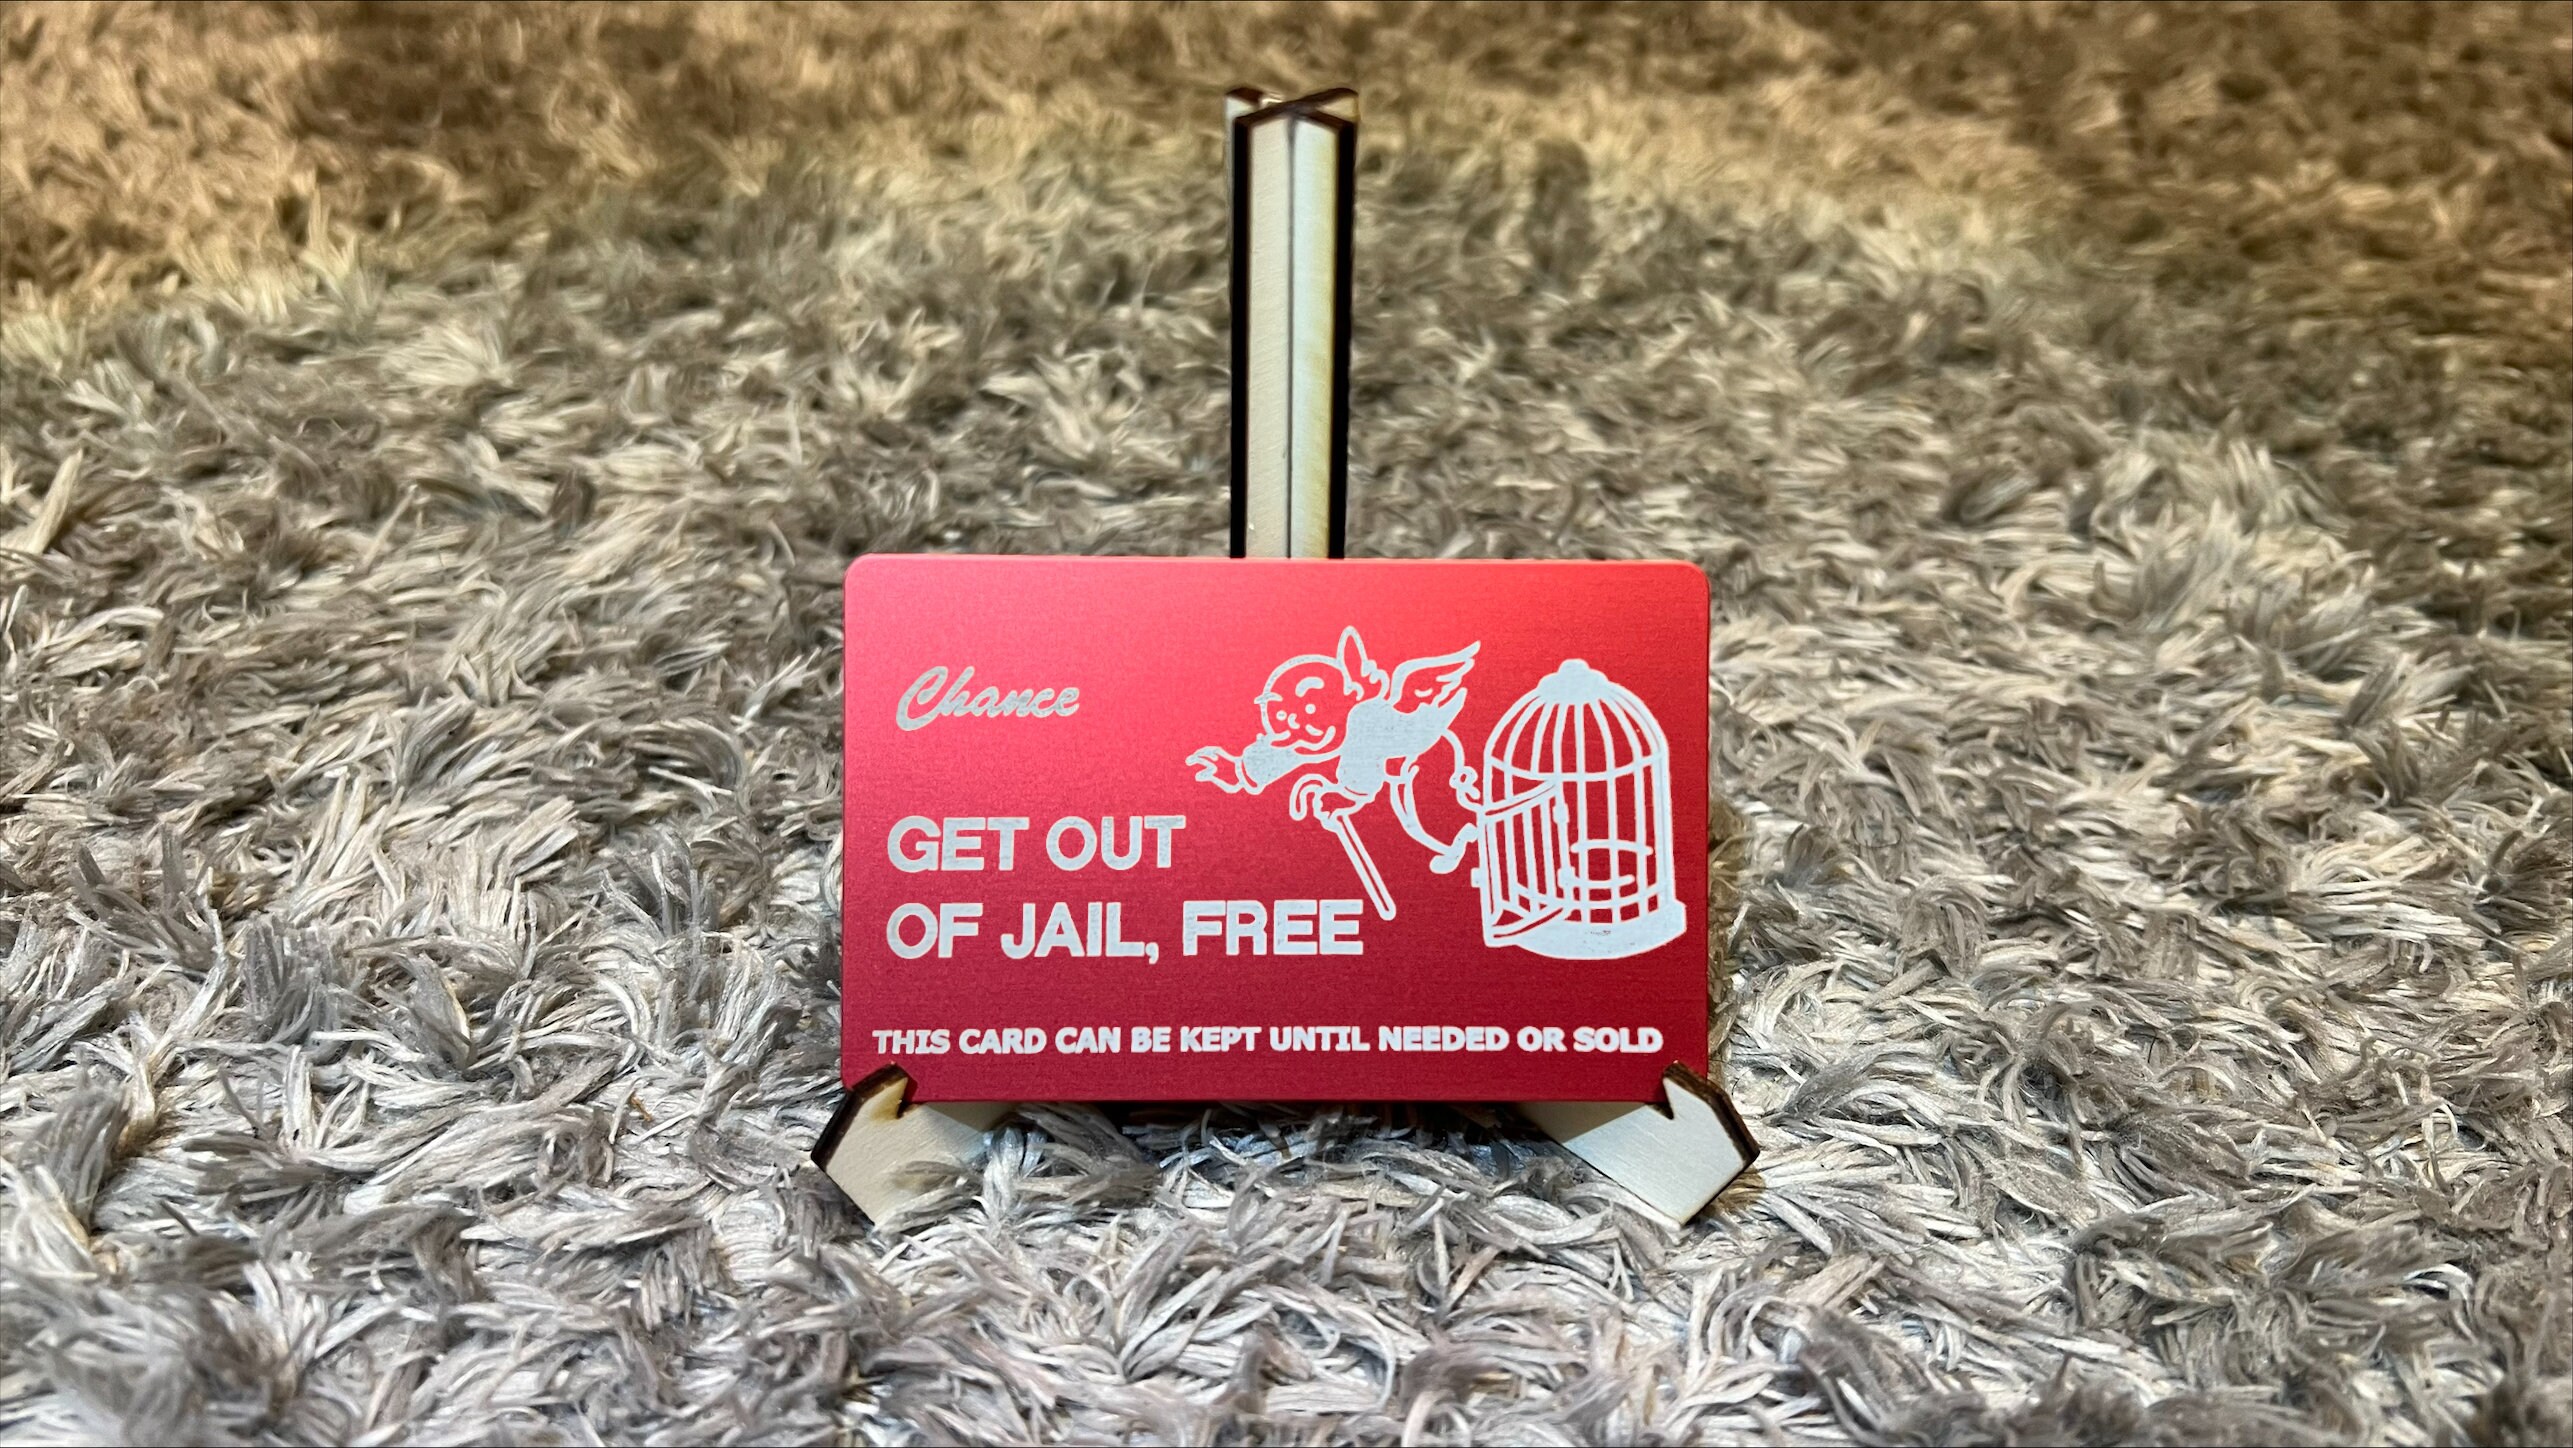 Chance
GET OUT
OF JAIL, FREE
THIS CARD CAN BE KEPT UNTIL NEEDED OR SOLD